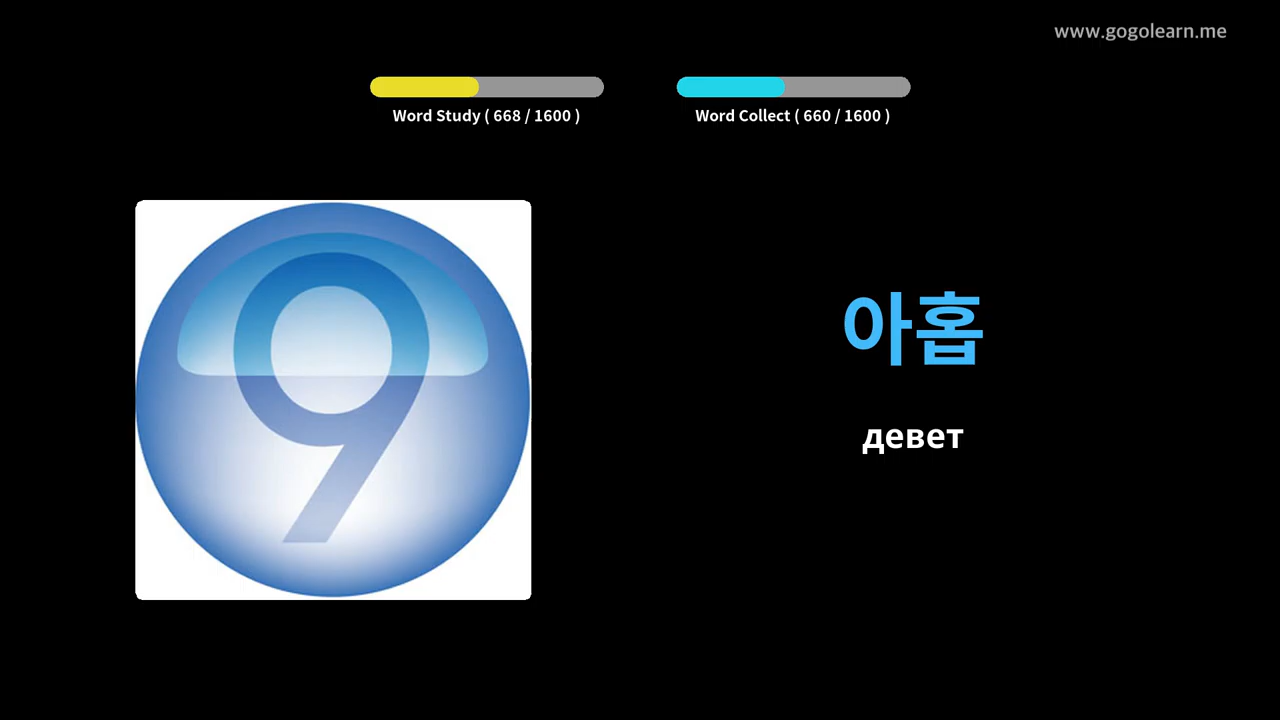 www.gogolearn.me
Word Study ( 668 / 1600 )
Word Collect ( 660 / 1600 )
9
아홉
девет